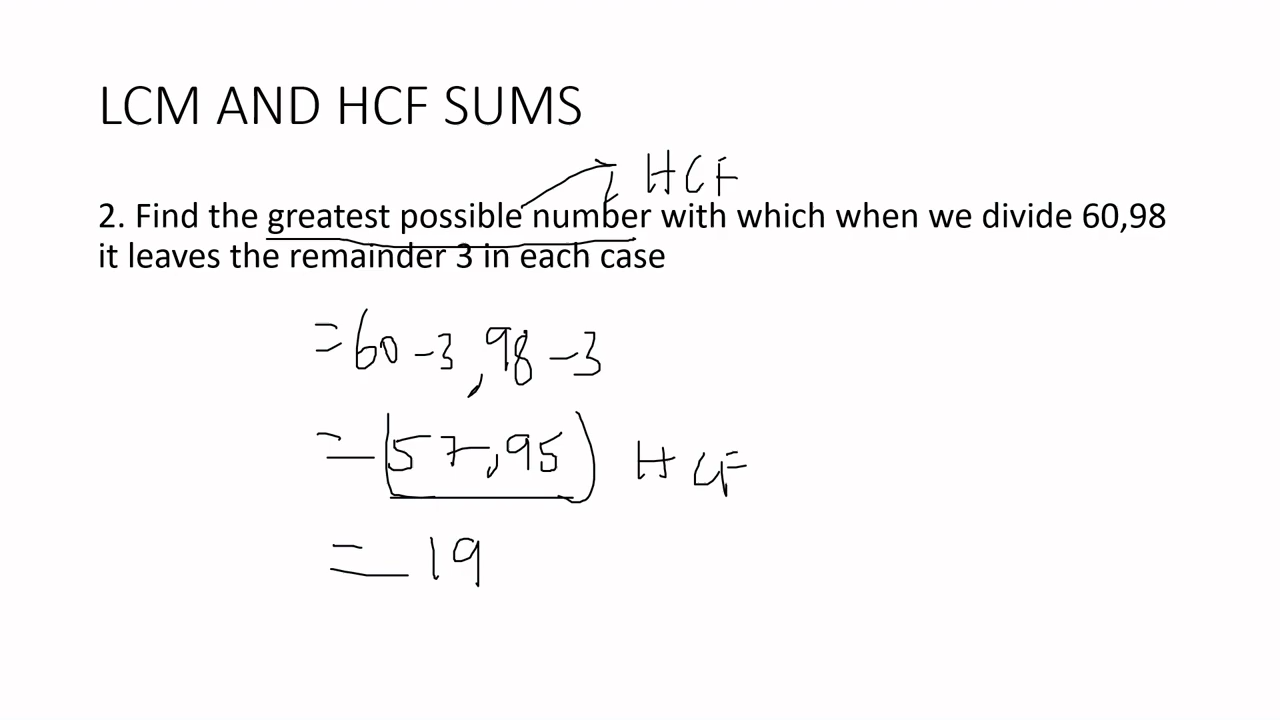 LCM AND HCF SUMS
HCF
2. Find the greatest possible number with which when we divide 60,98
it leaves the remainder 3 in each case
=60-3,98-3
=(57,95) HCF
=19